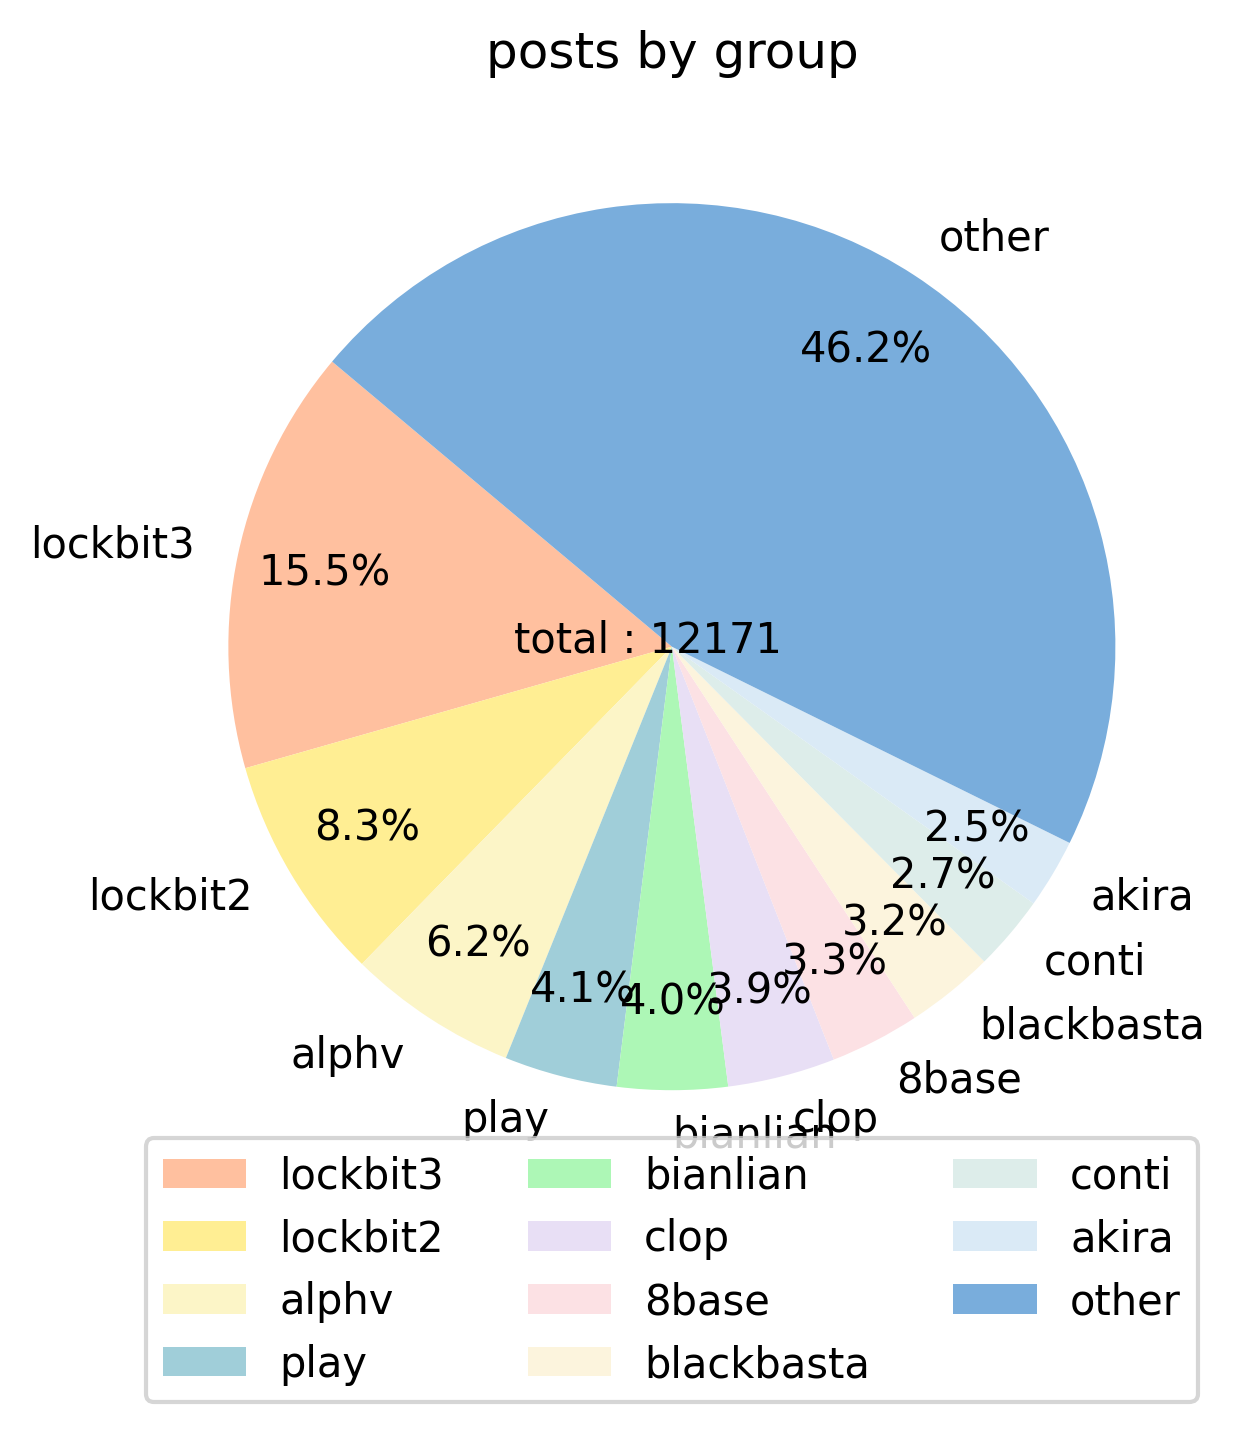 posts by group
other
46.2%
lockbit3
15.5%
total : 12171
8.3%
2.5%
lockbit2
2.7%
akira
3.2%
6.2%
3.3%
conti
4.1%
4.0%
3.9%
blackbasta
alphv
8base
play
clop
bianlian
lockbit3
bianlian
conti
lockbit2
clop
akira
alphv
8base
other
play
blackbasta